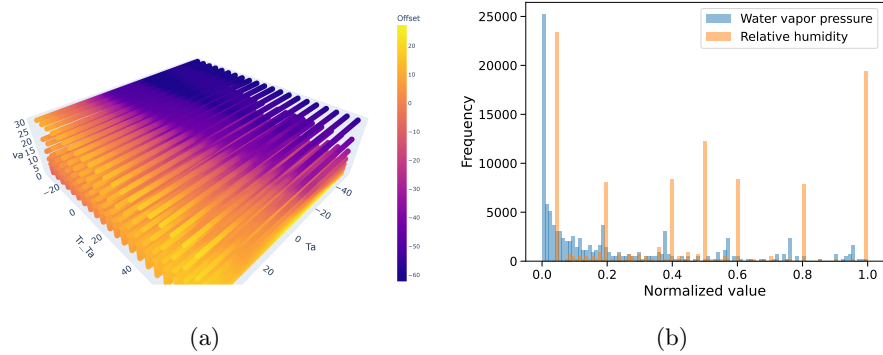 Offset
20
10
0
−10
−20
−30
−40
−50
−60
30
25
20
15
10
5
0
va
−20
0
20
40
Tr_Ta
−40
−20
0
20
Ta
(a)
Water vapor pressure
Relative humidity
25000
20000
15000
10000
5000
0
Frequency
0.0 0.2 0.4 0.6 0.8 1.0
Normalized value
(b)